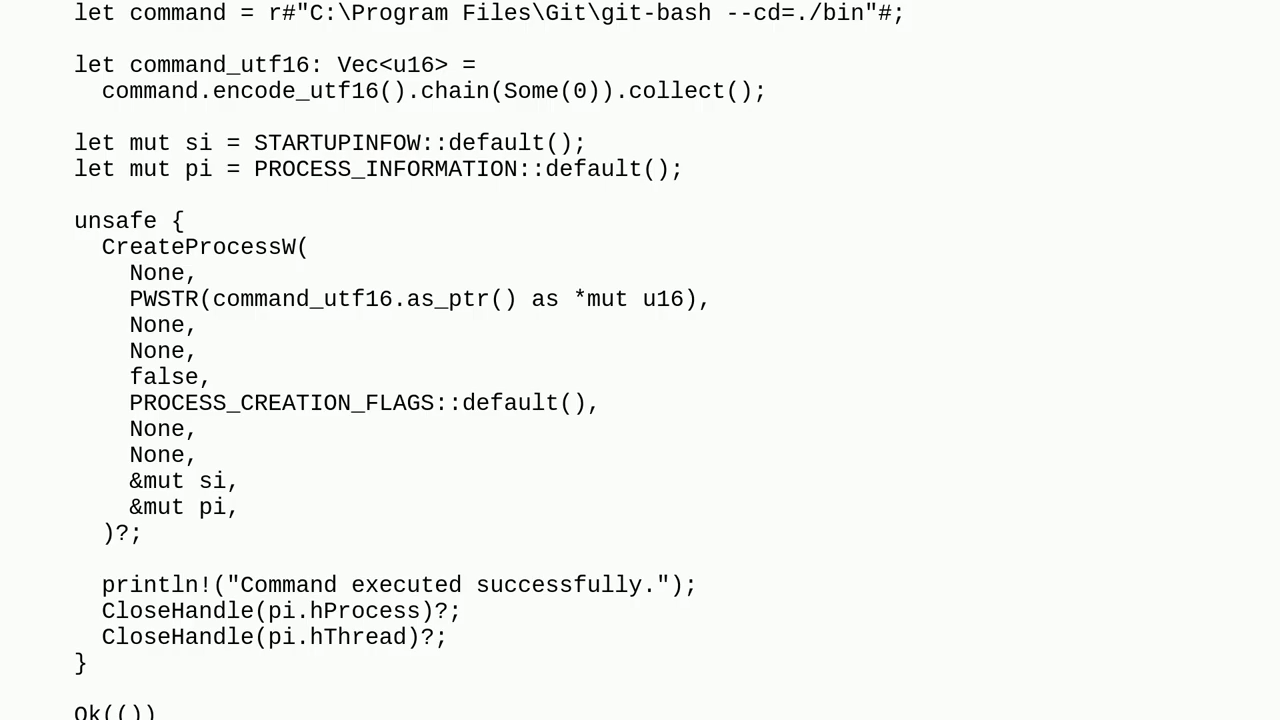 let command = r#"C:\Program Files\Git\git-bash --cd=./bin"#;
let command_utf16: Vec<u16> =
command.encode_utf16().chain(Some(0)).collect();
let mut si = STARTUPINFOW::default();
let mut pi = PROCESS_INFORMATION::default();
unsafe {
CreateProcessW(
None,
PWSTR(command_utf16.as_ptr() as *mut u16),
None,
None,
false,
PROCESS_CREATION_FLAGS::default(),
None,
None,
&mut si,
&mut pi,
)?;
println!("Command executed successfully.");
CloseHandle(pi.hProcess)?;
CloseHandle(pi.hThread)?;
}
Ok(())